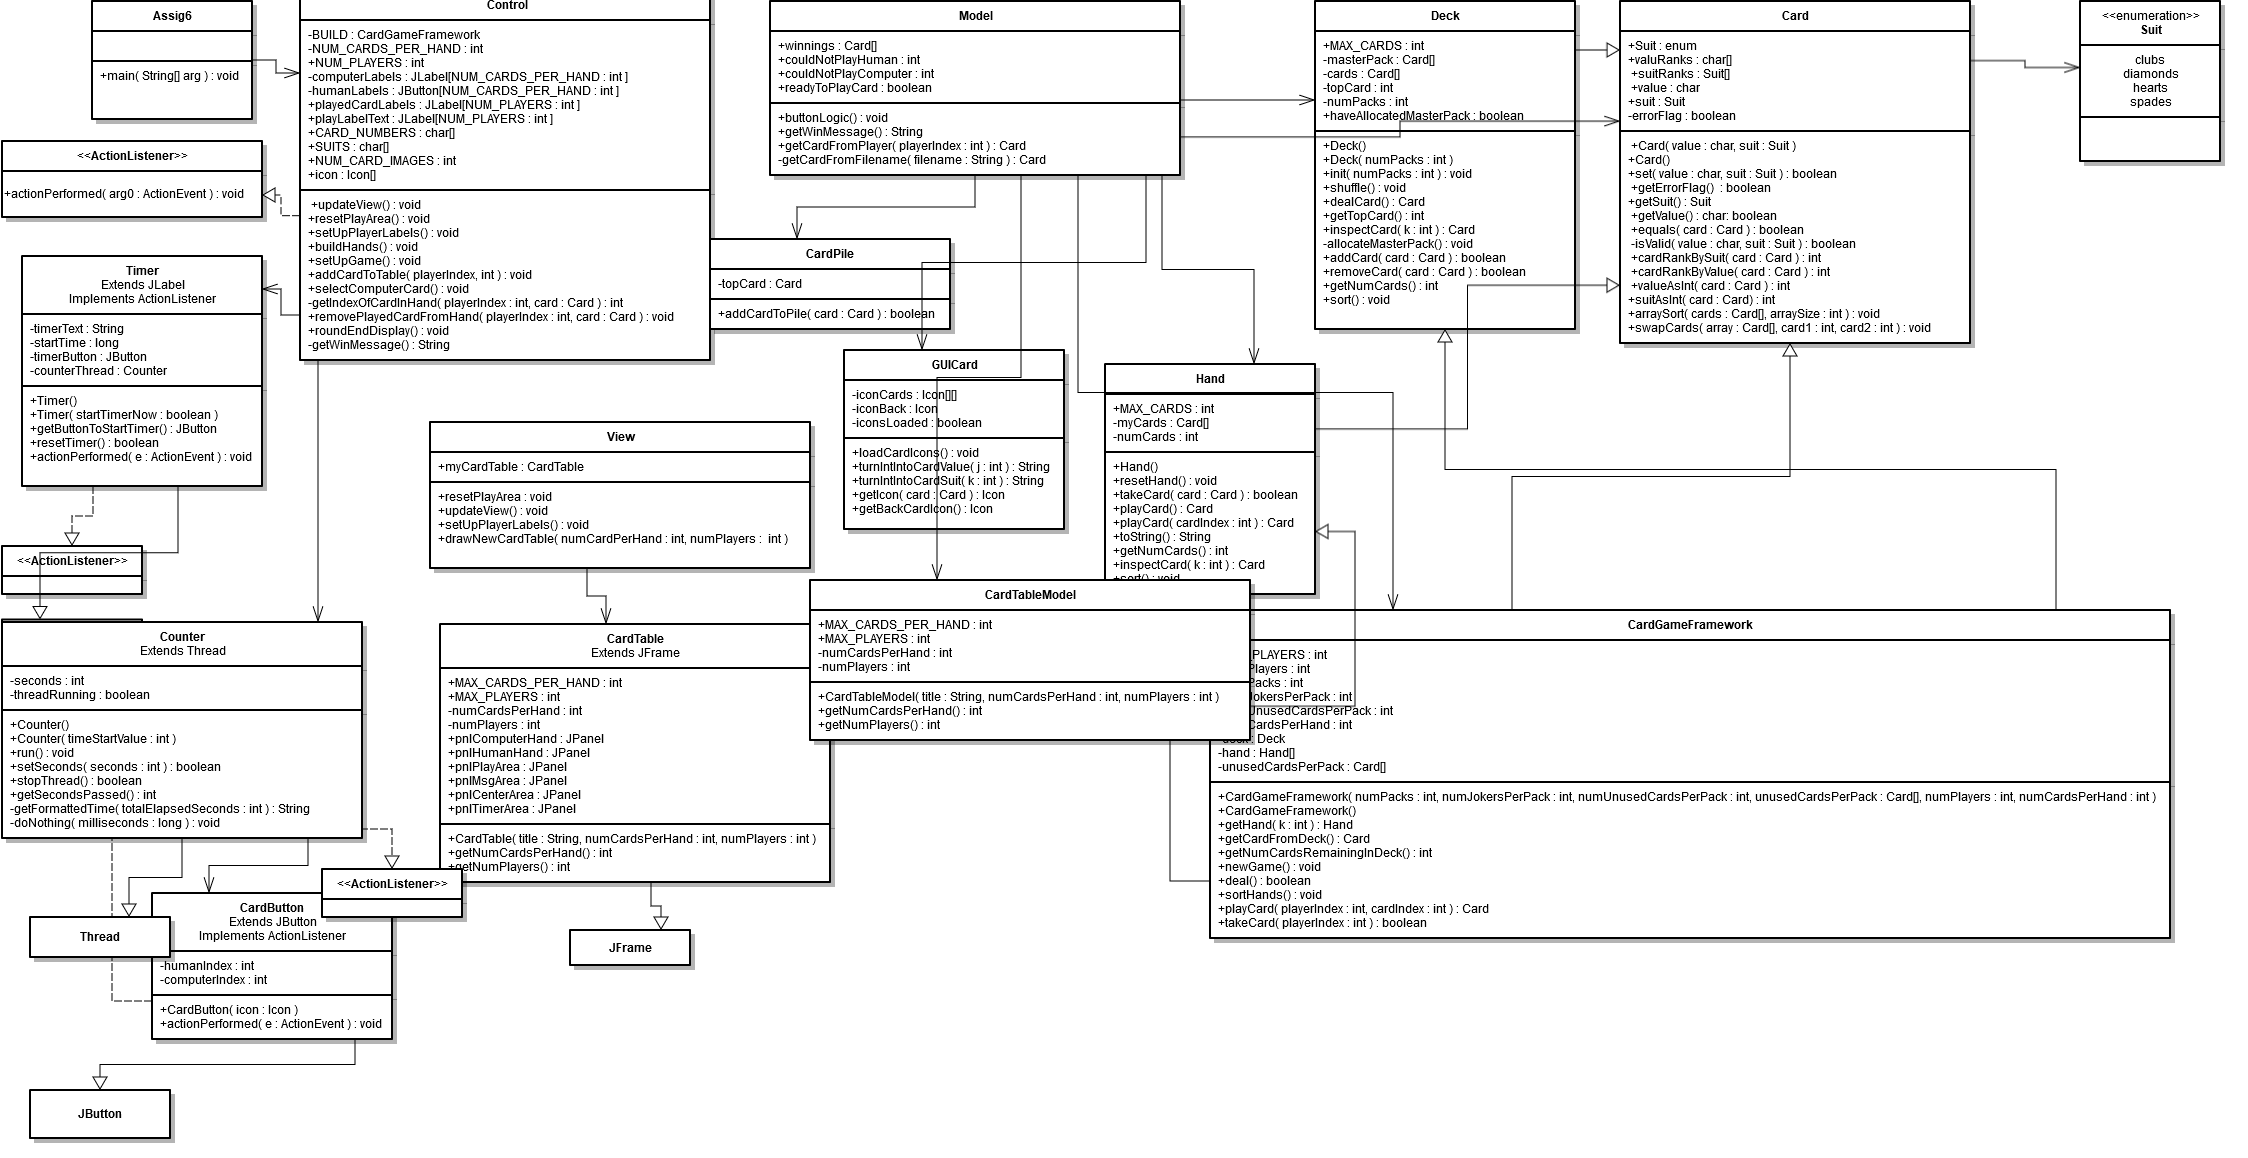 Assig6
+main( String[] arg ) : void
Control
-BUILD : CardGameFramework
-NUM_CARDS_PER_HAND : int
+NUM_PLAYERS : int
-computerLabels : JLabel[NUM_CARDS_PER_HAND : int ]
-humanLabels : JButton[NUM_CARDS_PER_HAND : int ]
+playedCardLabels : JLabel[NUM_PLAYERS : int ]
+playLabelText : JLabel[NUM_PLAYERS : int ]
+CARD_NUMBERS : char[]
+SUITS : char[]
+NUM_CARD_IMAGES : int
+icon : Icon[]
+updateView() : void
+resetPlayArea() : void
+setUpPlayerLabels() : void
+buildHands() : void
+setUpGame() : void
+addCardToTable( playerIndex, int ) : void
+selectComputerCard() : void
-getIndexOfCardInHand( playerIndex : int, card : Card ) : int
+removePlayedCardFromHand( playerIndex : int, card : Card ) : void
+roundEndDisplay() : void
-getWinMessage() : String
Model
+winnings : Card[]
+couldNotPlayHuman : int
+couldNotPlayComputer : int
+readyToPlayCard : boolean
+buttonLogic() : void
+getWinMessage() : String
+getCardFromPlayer( playerIndex : int ) : Card
-getCardFromFilename( filename : String ) : Card
Deck
+MAX_CARDS : int
-masterPack : Card[]
-cards : Card[]
-topCard : int
-numPacks : int
+haveAllocatedMasterPack : boolean
+Deck()
+Deck( numPacks : int )
+init( numPacks : int ) : void
+shuffle() : void
+dealCard() : Card
+getTopCard() : int
+inspectCard( k : int ) : Card
-allocateMasterPack() : void
+addCard( card : Card ) : boolean
+removeCard( card : Card ) : boolean
+getNumCards() : int
+sort() : void
Card
+Suit : enum
+valuRanks : char[]
+suitRanks : Suit[]
+value : char
+suit : Suit
-errorFlag : boolean
+Card( value : char, suit : Suit )
+Card()
+set( value : char, suit : Suit ) : boolean
+getErrorFlag() : boolean
+getSuit() : Suit
+getValue() : char: boolean
+equals( card : Card ) : boolean
-isValid( value : char, suit : Suit ) : boolean
+cardRankBySuit( card : Card ) : int
+cardRankByValue( card : Card ) : int
+valueAsInt( card : Card ) : int
+suitAsInt( card : Card) : int
+arraySort( cards : Card[], arraySize : int ) : void
+swapCards( array : Card[], card1 : int, card2 : int ) : void
<<enumeration>>
Suit
clubs
diamonds
hearts
spades
<<ActionListener>>
+actionPerformed( arg0 : ActionEvent ) : void
Timer
Extends JLabel
Implements ActionListener
-timerText : String
-startTime : long
-timerButton : JButton
-counterThread : Counter
+Timer()
+Timer( startTimerNow : boolean )
+getButtonToStartTimer() : JButton
+resetTimer() : boolean
+actionPerformed( e : ActionEvent ) : void
CardPile
-topCard : Card
+addCardToPile( card : Card ) : boolean
GUICard
-iconCards : Icon[][]
-iconBack : Icon
-iconsLoaded : boolean
+loadCardIcons() : void
+turnIntIntoCardValue( j : int ) : String
+turnIntIntoCardSuit( k : int ) : String
+getIcon( card : Card ) : Icon
+getBackCardIcon() : Icon
Hand
+MAX_CARDS : int
-myCards : Card[]
-numCards : int
+Hand()
+resetHand() : void
+takeCard( card : Card ) : boolean
+playCard() : Card
+playCard( cardIndex : int ) : Card
+toString() : String
+getNumCards() : int
+inspectCard( k : int ) : Card
+sort() : void
View
+myCardTable : CardTable
+resetPlayArea : void
+updateView() : void
+setUpPlayerLabels() : void
+drawNewCardTable( numCardPerHand : int, numPlayers : int )
<<ActionListener>>
Counter
Extends Thread
-seconds : int
-threadRunning : boolean
+Counter()
+Counter( timeStartValue : int )
+run() : void
+setSeconds( seconds : int ) : boolean
+stopThread() : boolean
+getSecondsPassed() : int
-getFormattedTime( totalElapsedSeconds : int ) : String
-doNothing( milliseconds : long ) : void
CardTable
Extends JFrame
+MAX_CARDS_PER_HAND : int
+MAX_PLAYERS : int
-numCardsPerHand : int
-numPlayers : int
+pnlComputerHand : JPanel
+pnlHumanHand : JPanel
+pnlPlayArea : JPanel
+pnlMsgArea : JPanel
+pnlCenterArea : JPanel
+pnlTimerArea : JPanel
+CardTable( title : String, numCardsPerHand : int, numPlayers : int )
+getNumCardsPerHand() : int
+getNumPlayers() : int
CardTableModel
+MAX_CARDS_PER_HAND : int
+MAX_PLAYERS : int
-numCardsPerHand : int
-numPlayers : int
+CardTableModel( title : String, numCardsPerHand : int, numPlayers : int )
+getNumCardsPerHand() : int
+getNumPlayers() : int
CardGameFramework
_PLAYERS : int
Players : int
Packs : int
JokersPerPack : int
UnusedCardsPerPack : int
CardsPerHand : int
-deck : Deck
-hand : Hand[]
-unusedCardsPerPack : Card[]
+CardGameFramework( numPacks : int, numJokersPerPack : int, numUnusedCardsPerPack : int, unusedCardsPerPack : Card[], numPlayers : int, numCardsPerHand : int )
+CardGameFramework()
+getHand( k : int ) : Hand
+getCardFromDeck() : Card
+getNumCardsRemainingInDeck() : int
+newGame() : void
+deal() : boolean
+sortHands() : void
+playCard( playerIndex : int, cardIndex : int ) : Card
+takeCard( playerIndex : int ) : boolean
<<ActionListener>>
Thread
CardButton
Extends JButton
Implements ActionListener
-humanIndex : int
-computerIndex : int
+CardButton( icon : Icon )
+actionPerformed( e : ActionEvent ) : void
JFrame
JButton